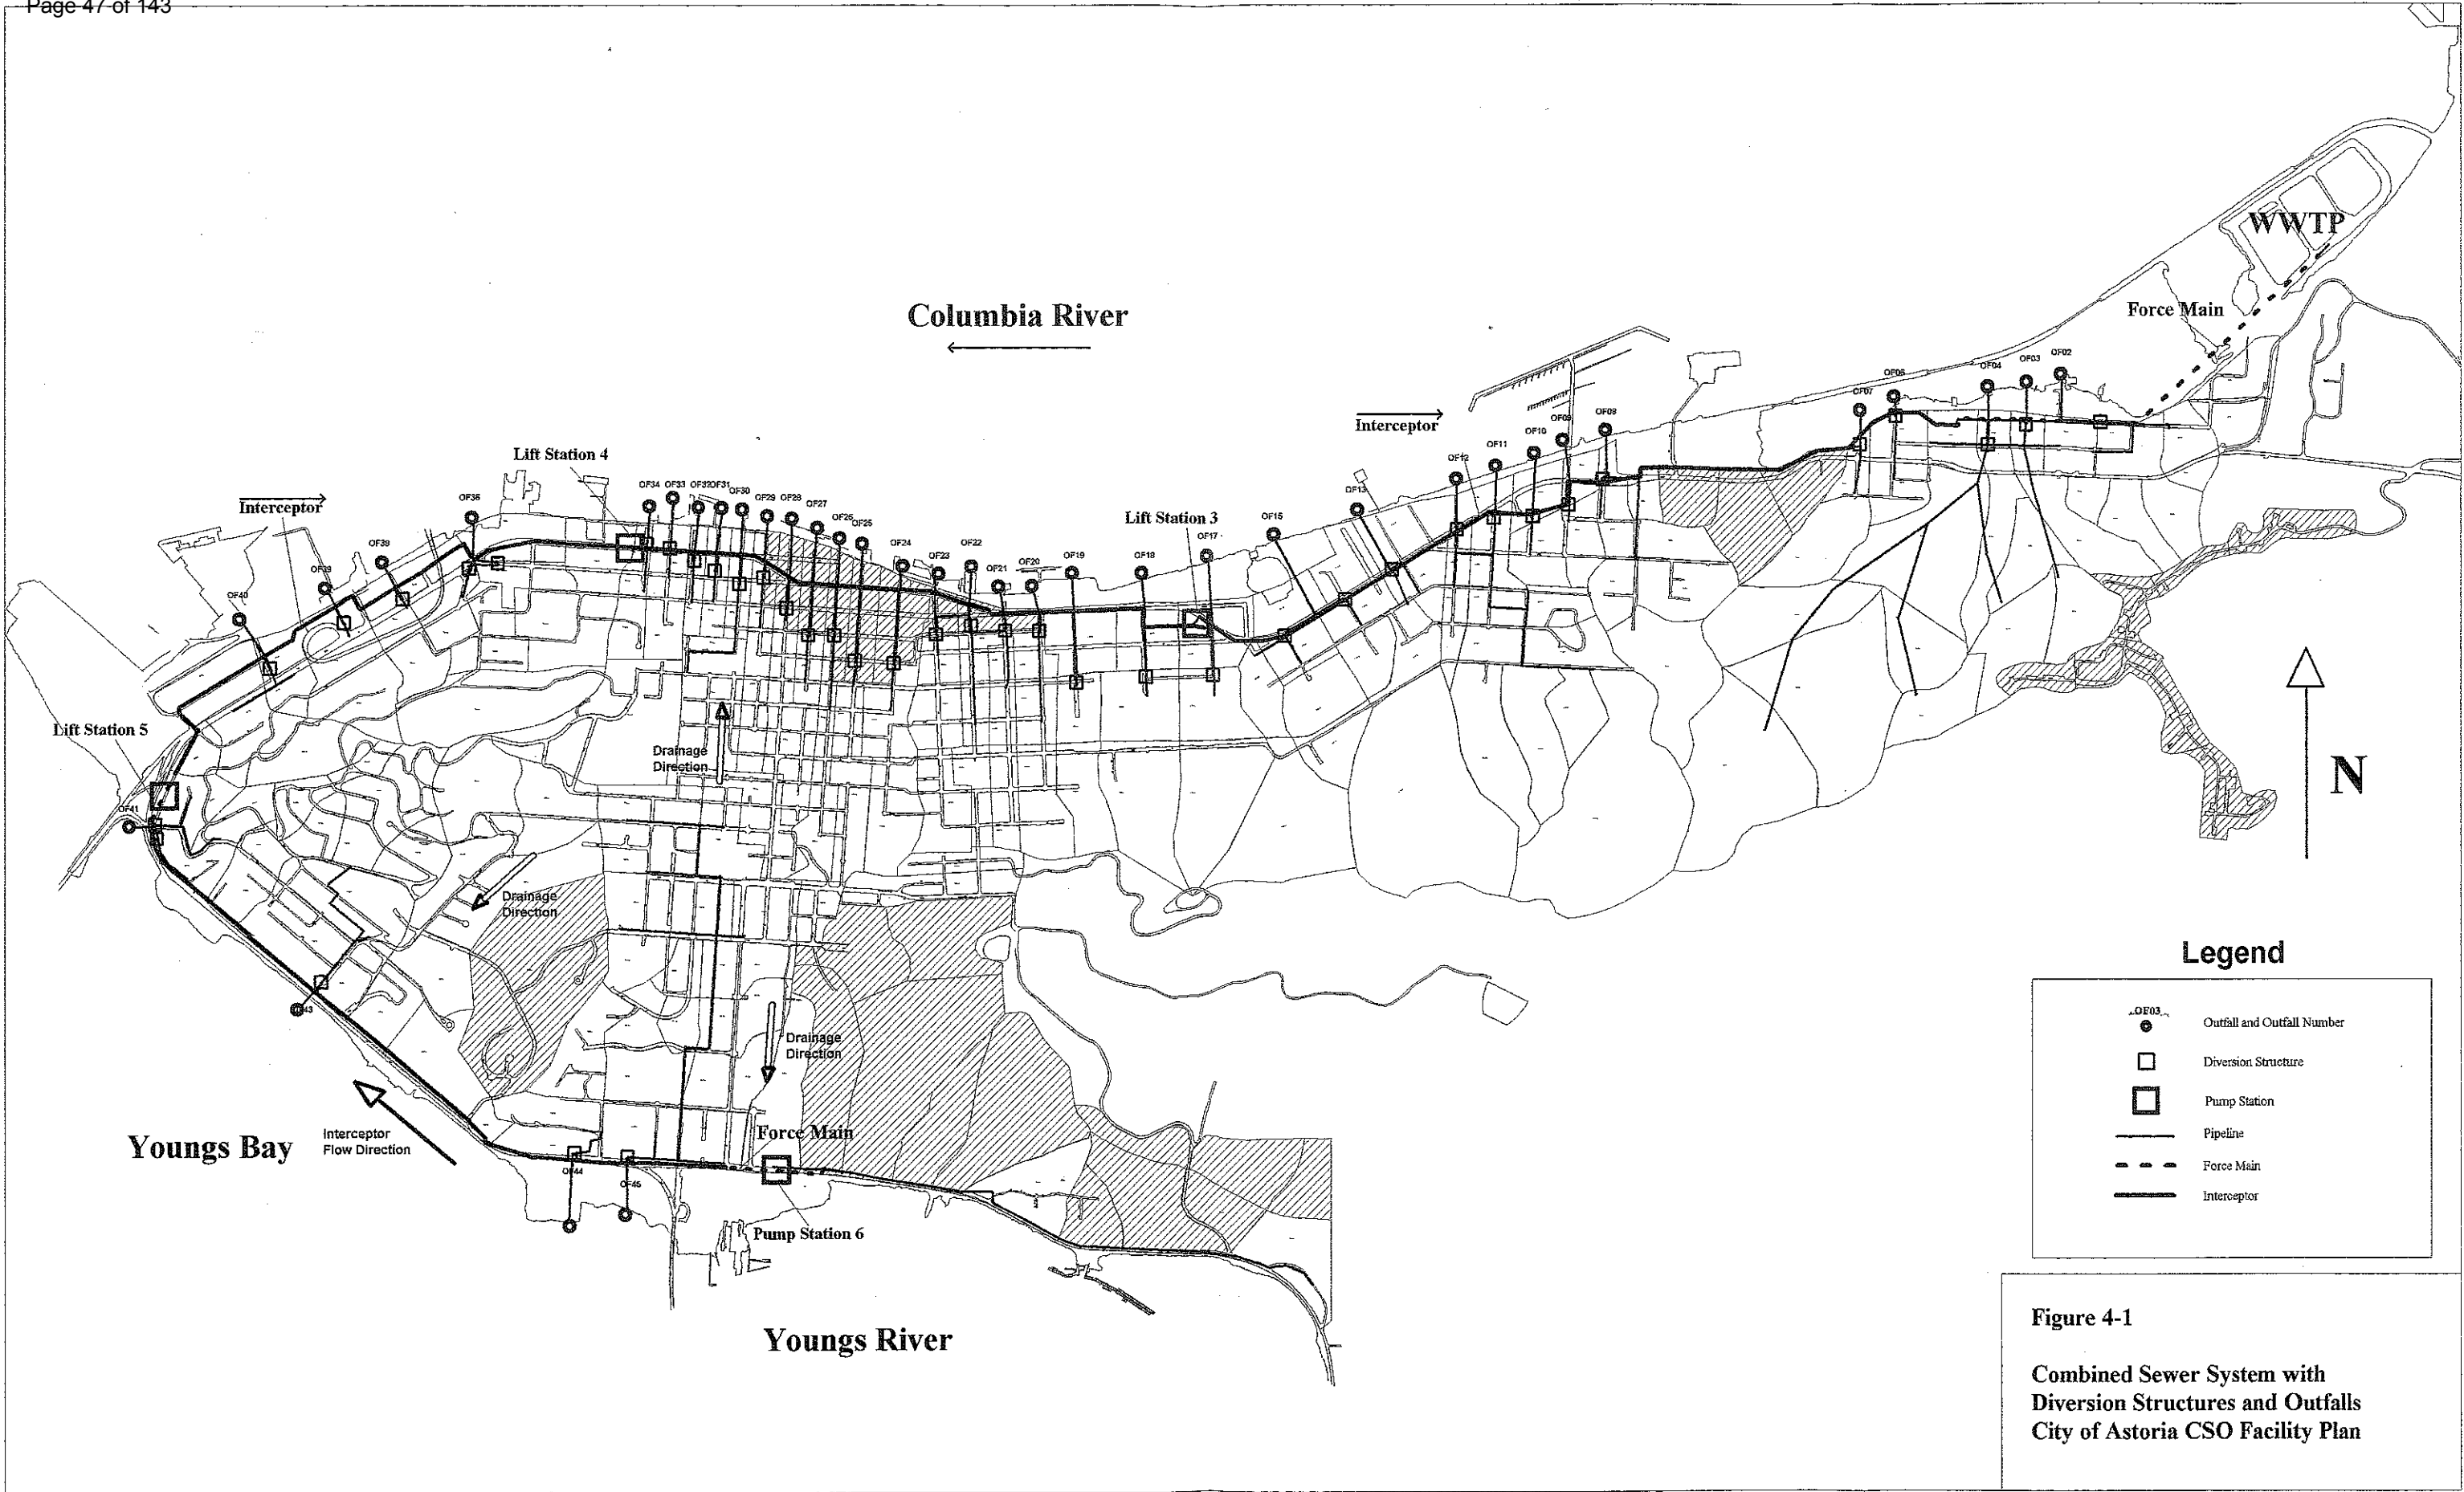 Page 47 of 143
WWTP
Force Main
Columbia River
OF02
OF03
OF04
OF06
OF07
Interceptor
OF09
OF09
OF10
OF11
OF12
OF13
OF15
Lift Station 3
OF17
OF18
OF19
OF20
OF21
OF22
OF23
OF24
OF25
OF26
OF27
OF28
OF29
OF30
OF31
OF32
OF33
OF34
Lift Station 4
OF36
Interceptor
OF39
OF40
Lift Station 5
OF41
Drainage
Direction
Drainage
Direction
Drainage
Direction
N
Youngs Bay
Interceptor
Flow Direction
Force Main
OF44
OF45
Pump Station 6
Youngs River
Legend
OF03
Outfall and Outfall Number
Diversion Structure
Pump Station
Pipeline
Force Main
Interceptor
Figure 4-1
Combined Sewer System with
Diversion Structures and Outfalls
City of Astoria CSO Facility Plan